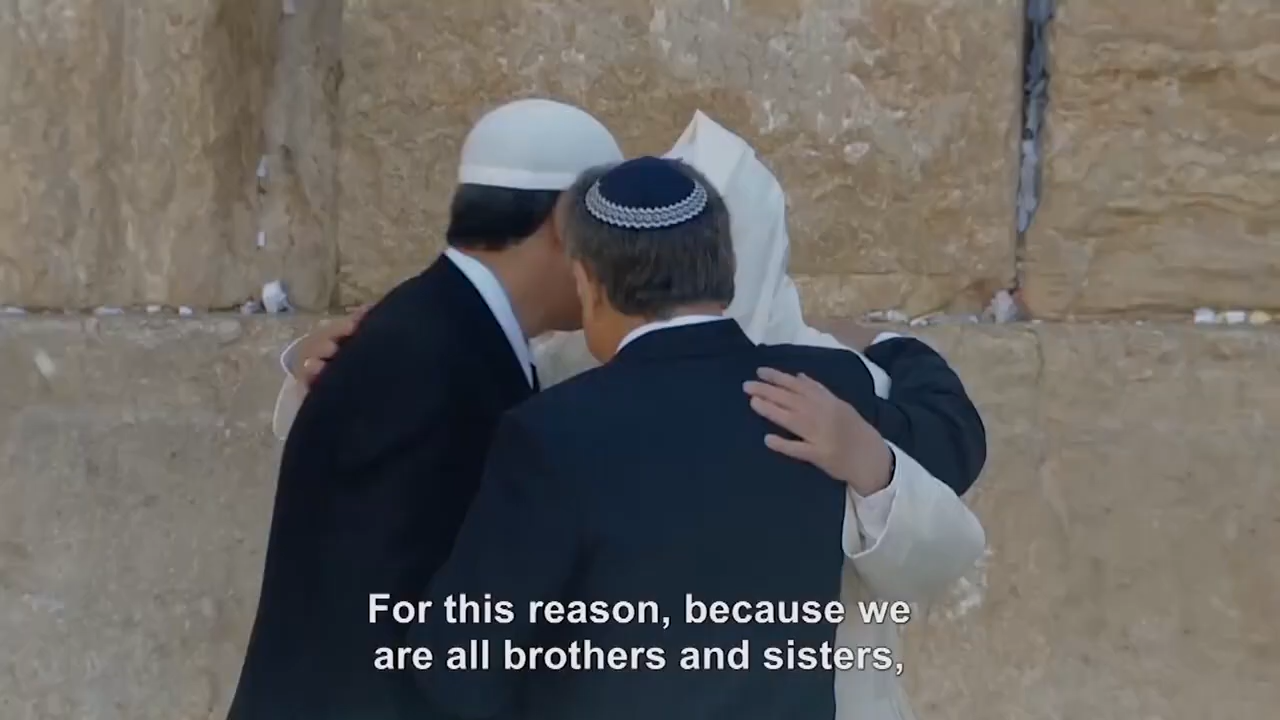 For this reason, because we
are all brothers and sisters,